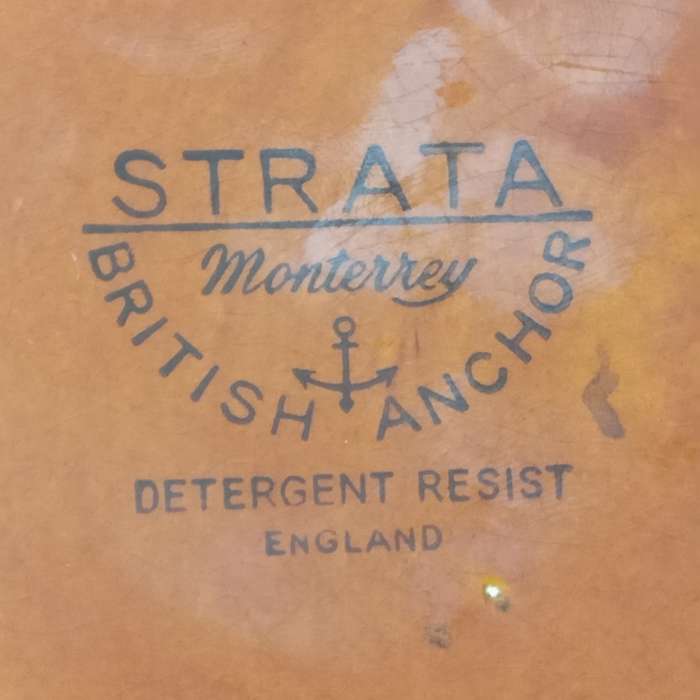 STRATA
Monterrey
BRITISH ANCHOR
DETERGENT RESIST
ENGLAND